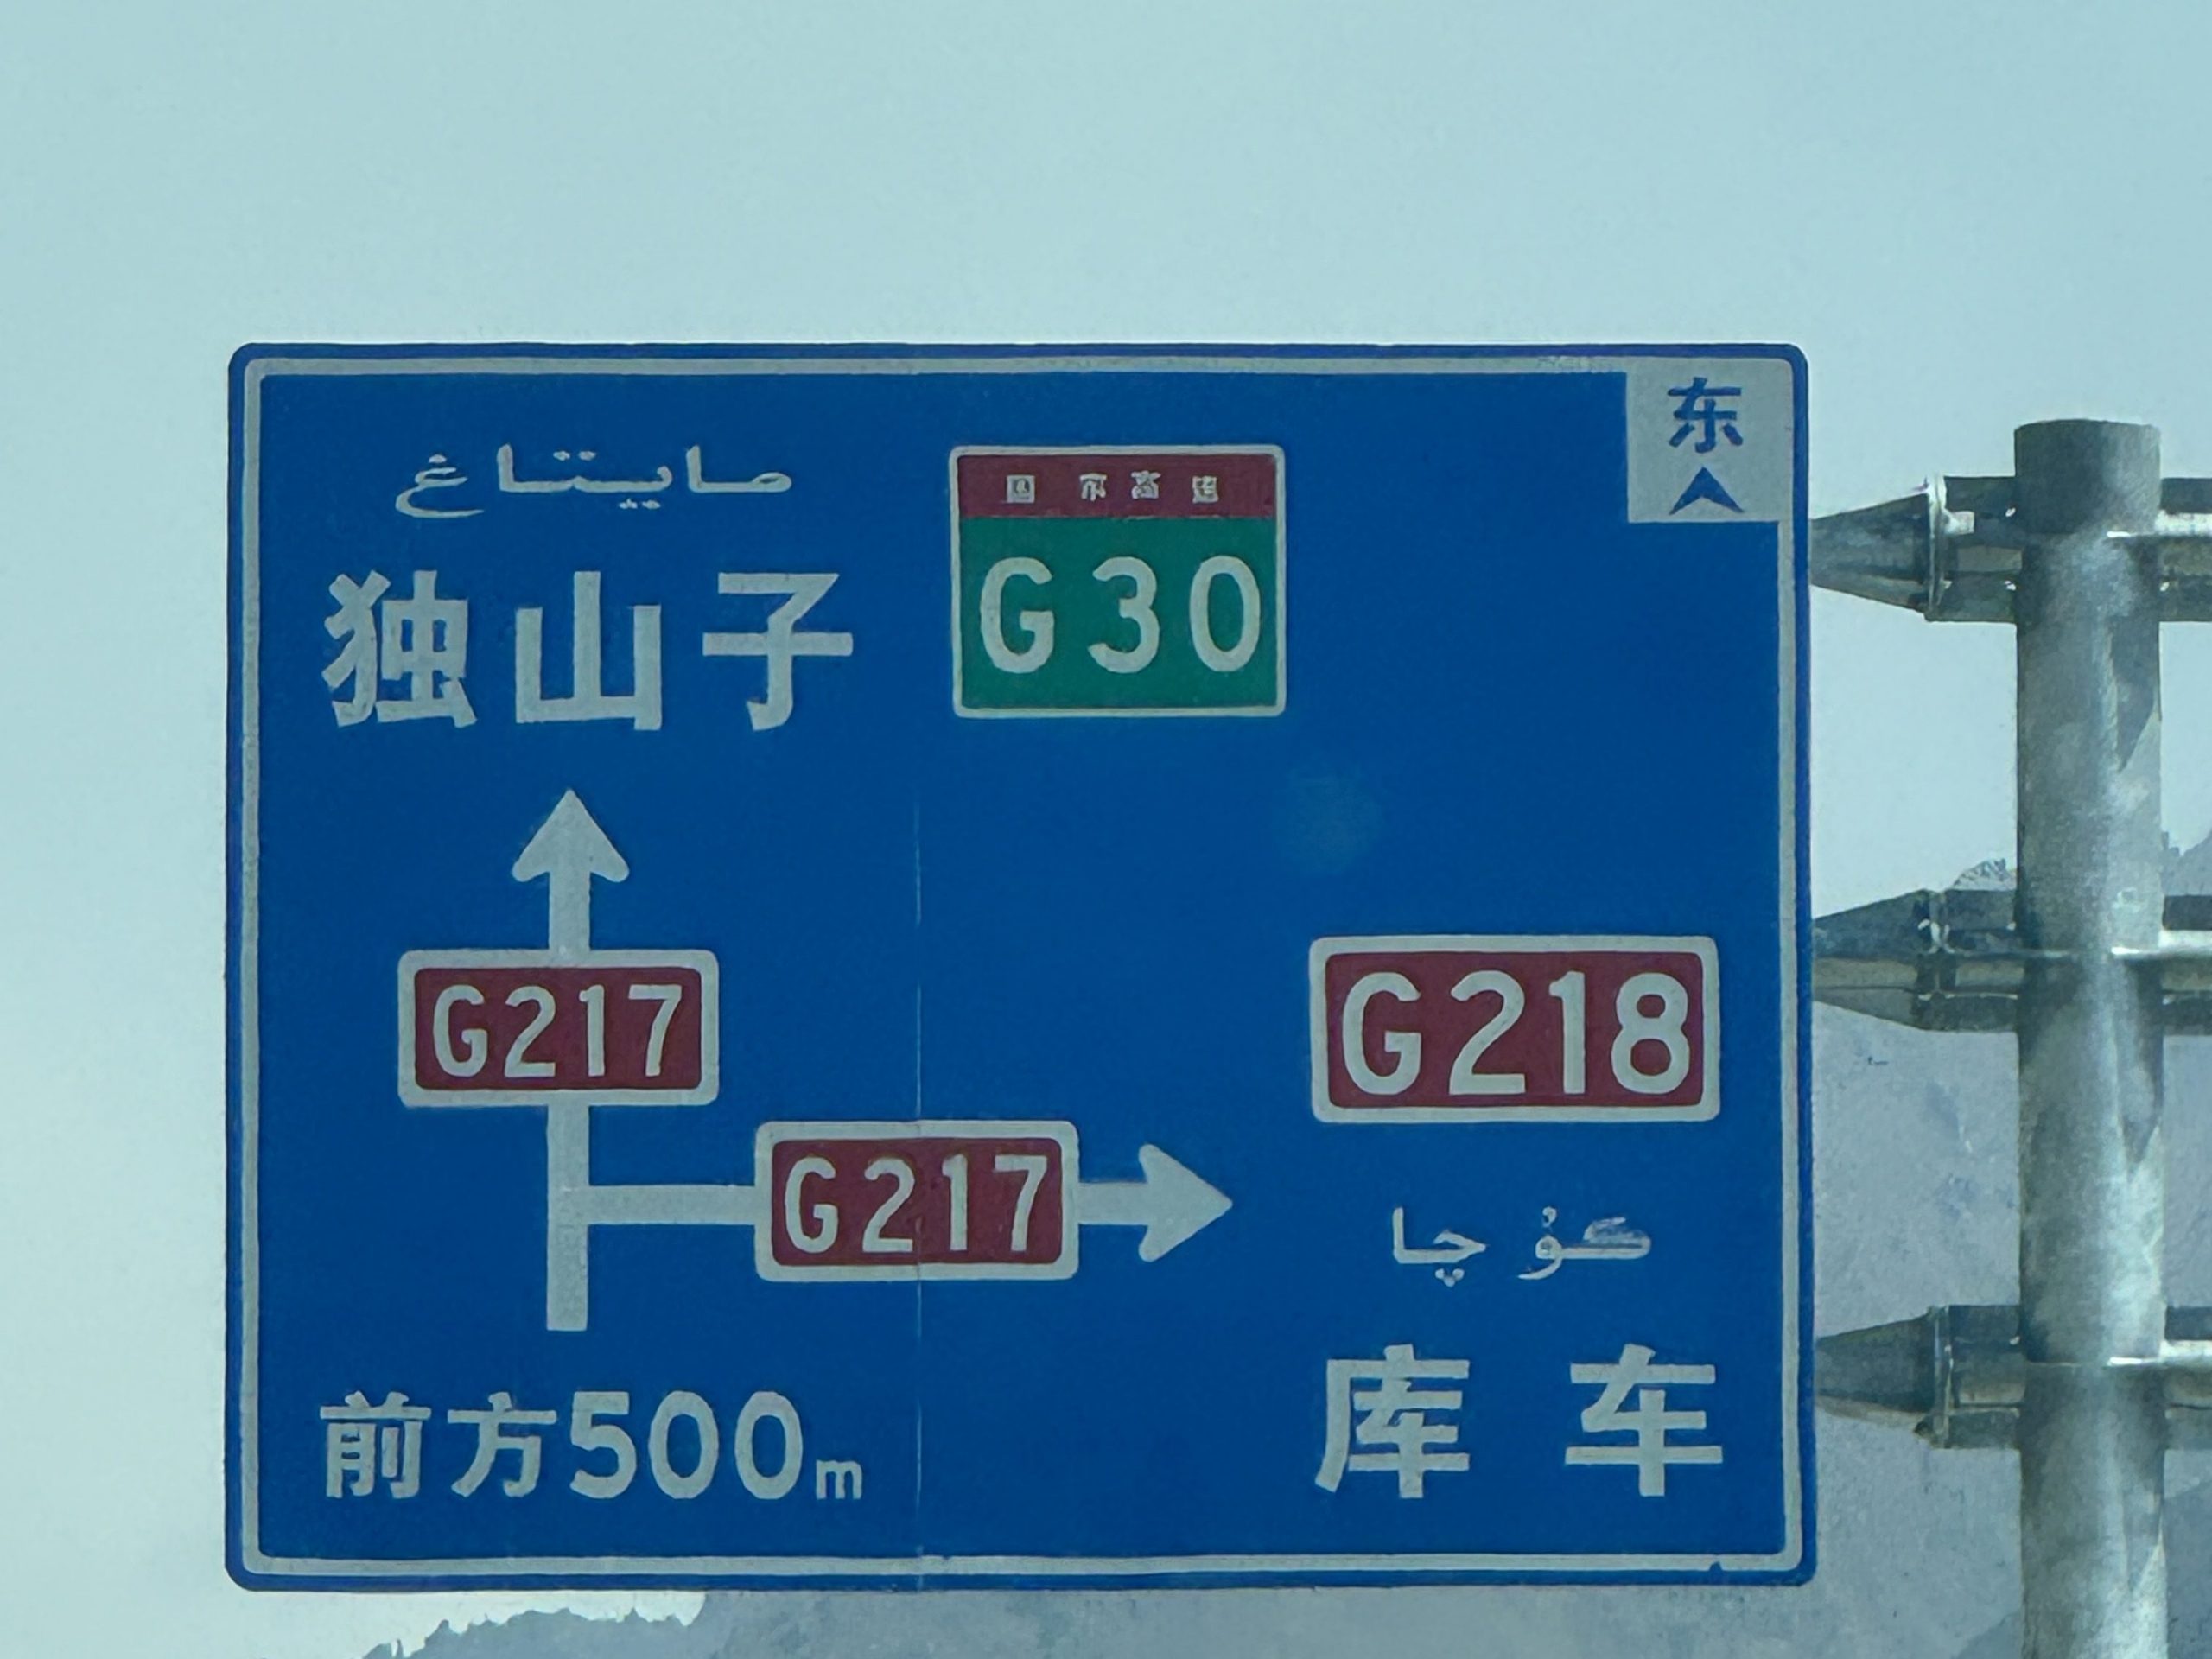 东
مايتاغ
国家高速
独山子
G30
G217
G218
G217
كۇچا
库车
前方500m